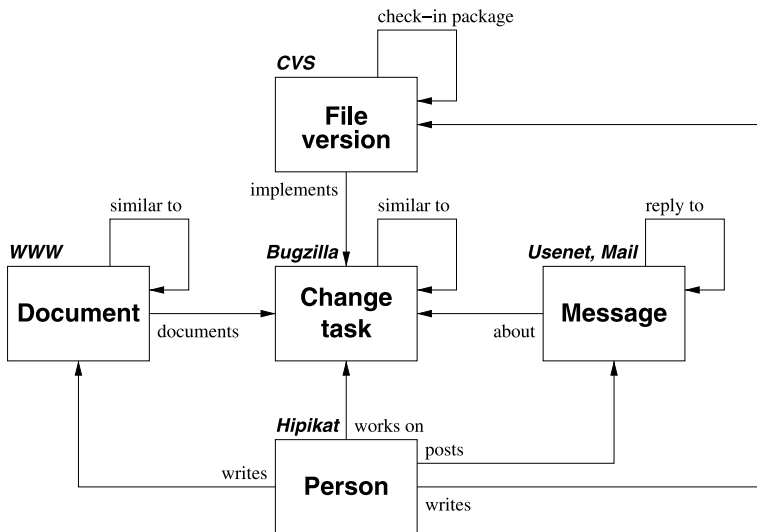 check-in package
CVS
File
version
implements
similar to
similar to
reply to
WWW
Bugzilla
Usenet, Mail
Document
Change
task
Message
documents
about
Hipikat
works on
posts
writes
Person
writes